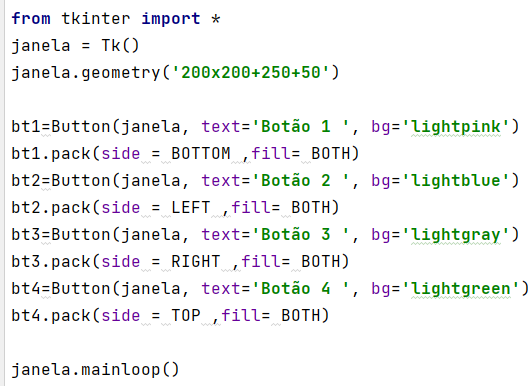 from tkinter import *
janela = Tk()
janela.geometry('200x200+250+50')
bt1=Button(janela, text='Botão 1 ', bg='lightpink')
bt1.pack(side = BOTTOM ,fill= BOTH)
bt2=Button(janela, text='Botão 2 ', bg='lightblue')
bt2.pack(side = LEFT ,fill= BOTH)
bt3=Button(janela, text='Botão 3 ', bg='lightgray')
bt3.pack(side = RIGHT ,fill= BOTH)
bt4=Button(janela, text='Botão 4 ', bg='lightgreen')
bt4.pack(side = TOP ,fill= BOTH)
janela.mainloop()